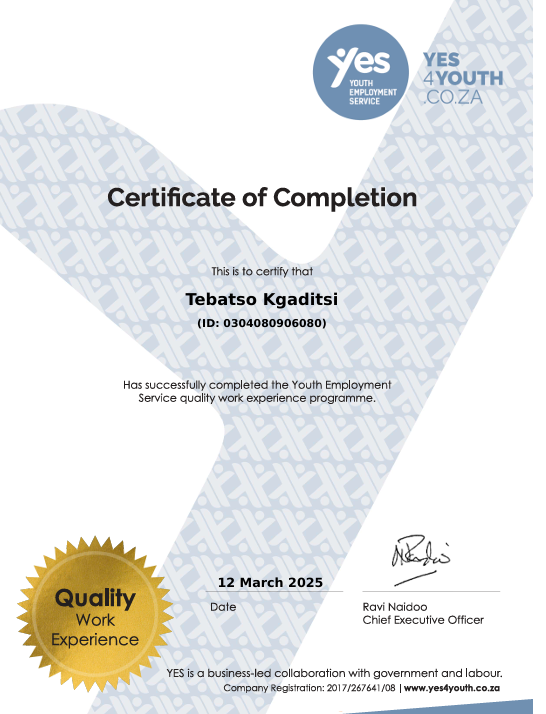 yes
YOUTH
EMPLOYMENT
SERVICE
YES
4YOUTH
.CO.ZA
Certificate of Completion
This is to certify that
Tebatso Kgaditsi
(ID: 0304080906080)
Has successfully completed the Youth Employment
Service quality work experience programme.
Quality
Work
Experience
12 March 2025
Date
Ravi Naidoo
Chief Executive Officer
YES is a business-led collaboration with government and labour.
Company Registration: 2017/267641/08 | www.yes4youth.co.za